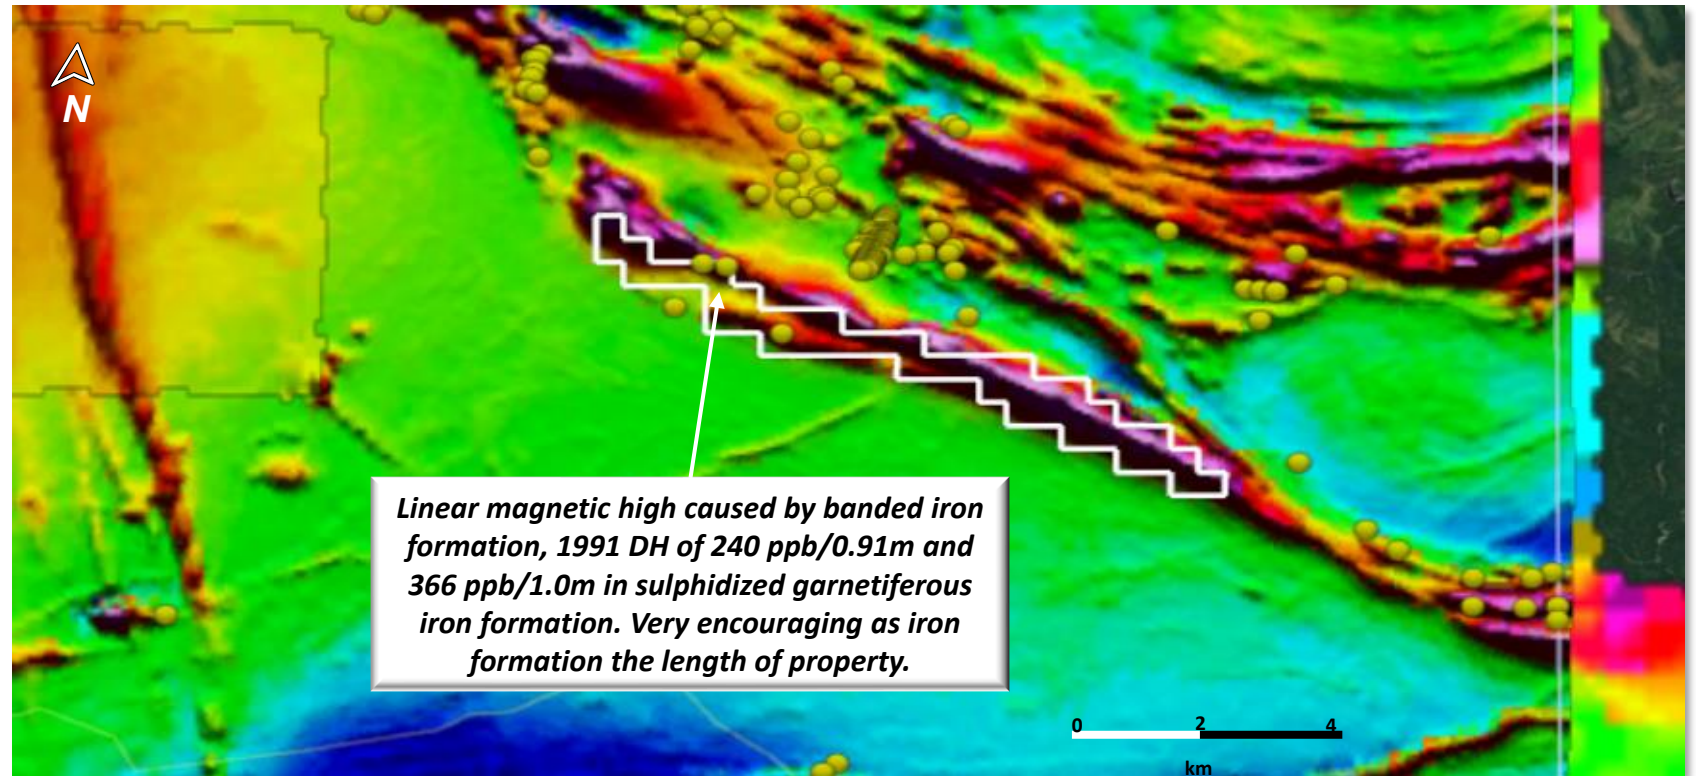 N
Linear magnetic high caused by banded iron
formation, 1991 DH of 240 ppb/0.91m and
366 ppb/1.0m in sulphidized garnetiferous
iron formation. Very encouraging as iron
formation the length of property.
0 2 4
km